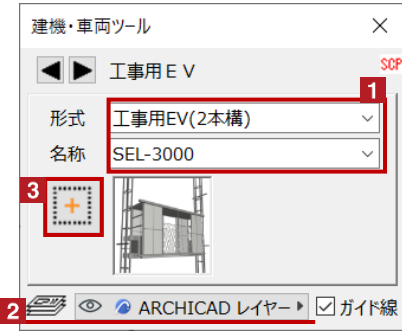 建機・車両ツール
工事用EV
SCP
1
形式 工事用EV(2本構)
名称 SEL-3000
3
2 ARCHICAD レイヤー ガイド線